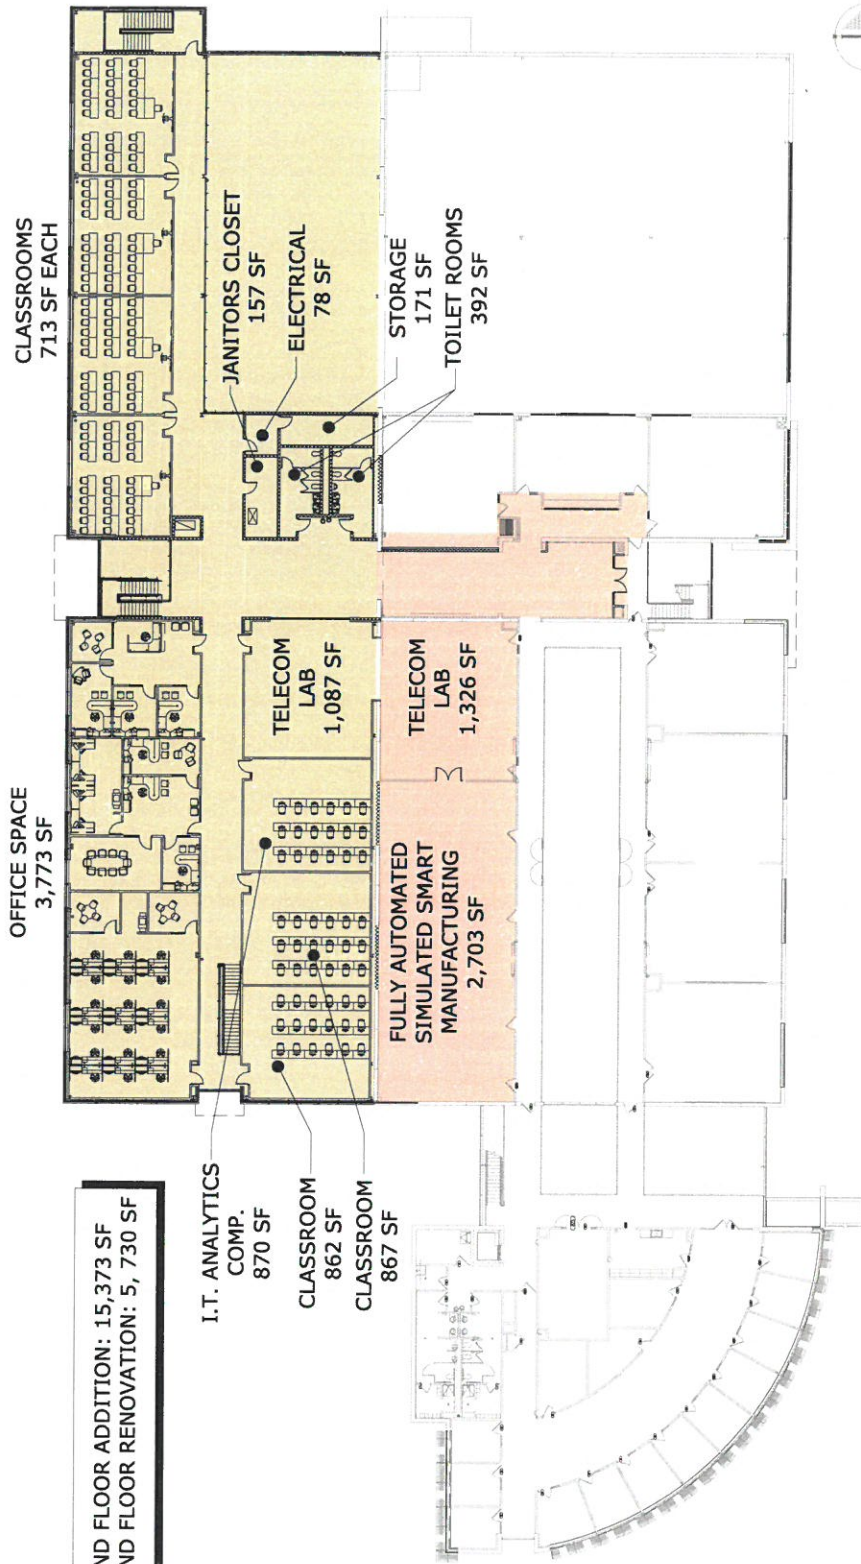 ND FLOOR ADDITION: 15,373 SF
ND FLOOR RENOVATION: 5, 730 SF
OFFICE SPACE
3,773 SF
CLASSROOMS
713 SF EACH
I.T. ANALYTICS
COMP.
870 SF
CLASSROOM
862 SF
CLASSROOM
867 SF
TELECOM
LAB
1,087 SF
JANITORS CLOSET
157 SF
ELECTRICAL
78 SF
STORAGE
171 SF
TOILET ROOMS
392 SF
FULLY AUTOMATED
SIMULATED SMART
MANUFACTURING
2,703 SF
TELECOM
LAB
1,326 SF